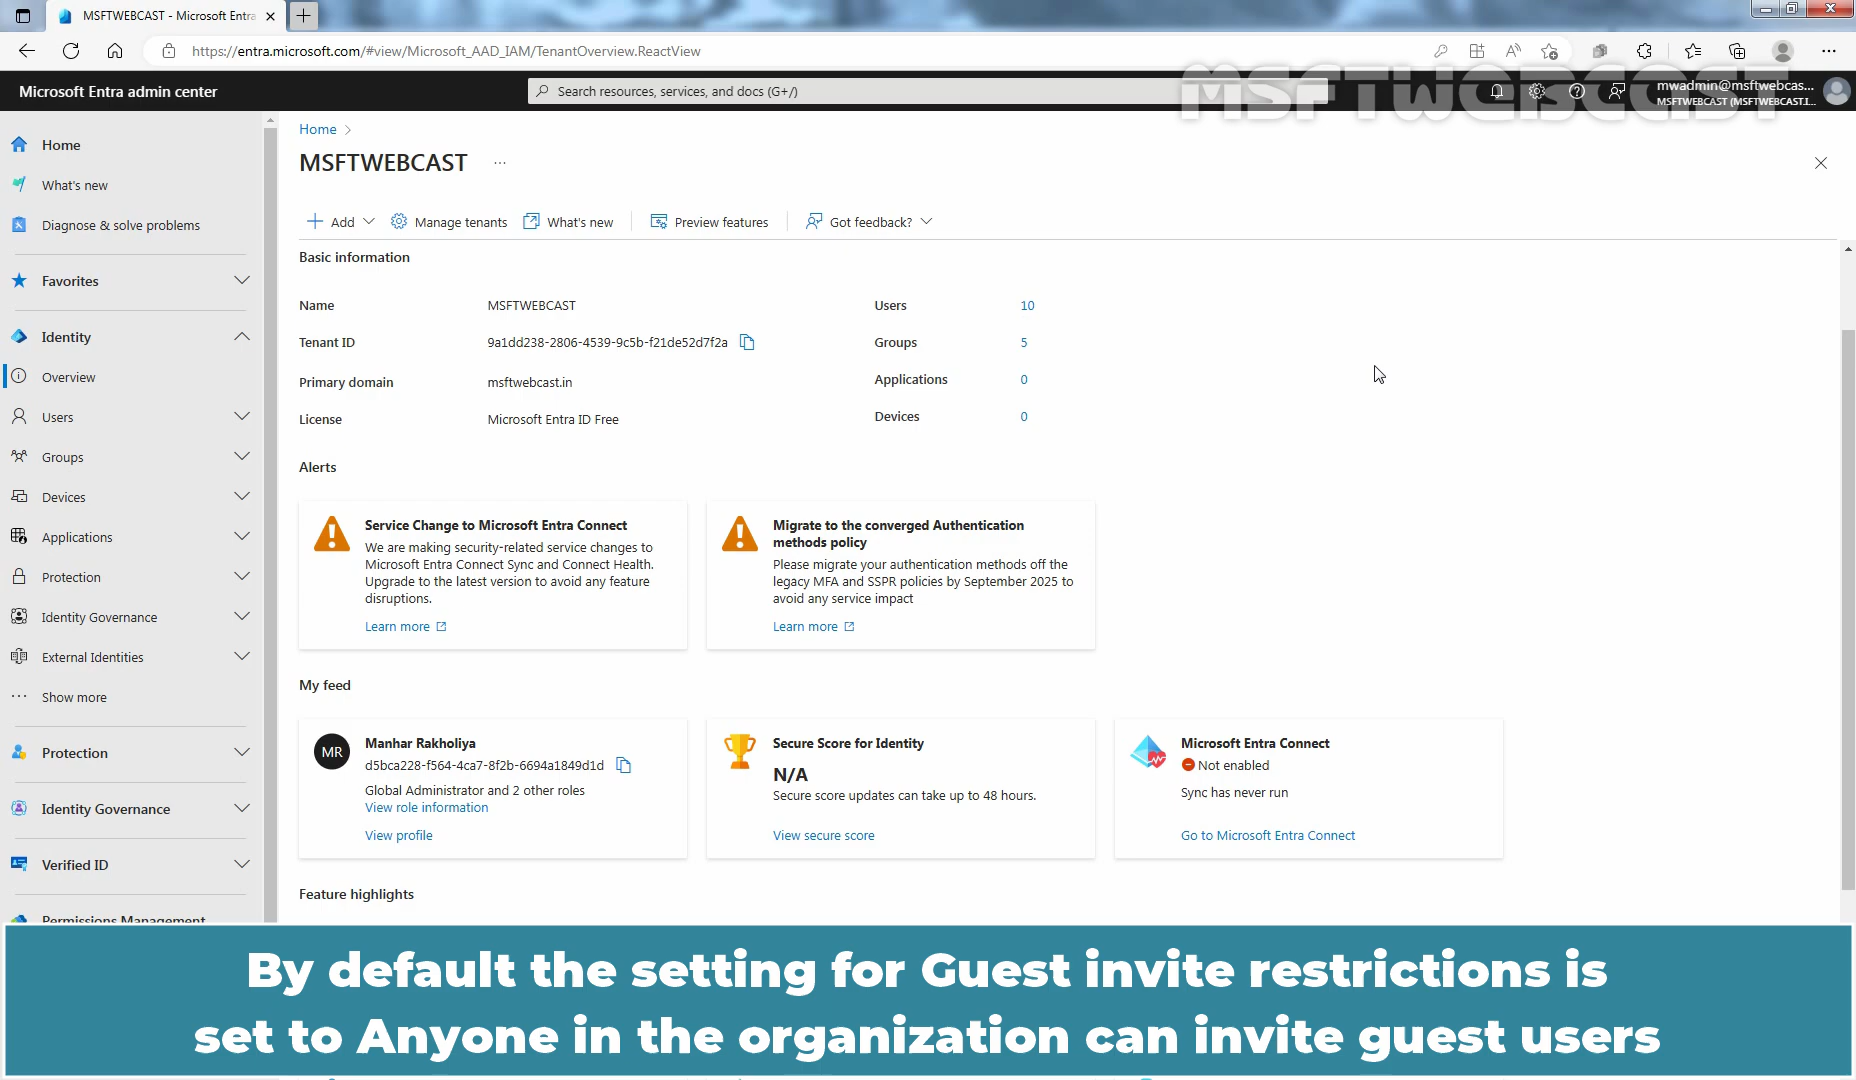 MSFTWEBCAST - Microsoft Entra
https://entra.microsoft.com/#view/Microsoft_AAD_IAM/TenantOverview.ReactView
MSFTWEBCAST
Microsoft Entra admin center
Search resources, services, and docs (G+/)
mwadmin@msftwebcas...
MSFTWEBCAST (MSFTWEBCAST.I...
Home
What's new
Diagnose & solve problems
Favorites
Identity
Overview
Users
Groups
Devices
Applications
Protection
Identity Governance
External Identities
Show more
Protection
Identity Governance
Verified ID
Permissions Management
Home
MSFTWEBCAST
Add
Manage tenants
What's new
Preview features
Got feedback?
Basic information
Name MSFTWEBCAST Users 10
Tenant ID 9a1dd238-2806-4539-9c5b-f21de52d7f2a Groups 5
Primary domain msftwebcast.in Applications 0
License Microsoft Entra ID Free Devices 0
Alerts
Service Change to Microsoft Entra Connect
We are making security-related service changes to
Microsoft Entra Connect Sync and Connect Health.
Upgrade to the latest version to avoid any feature
disruptions.
Learn more
Migrate to the converged Authentication
methods policy
Please migrate your authentication methods off the
legacy MFA and SSPR policies by September 2025 to
avoid any service impact
Learn more
My feed
MR
Manhar Rakholiya
d5bca228-f564-4ca7-8f2b-6694a1849d1d
Global Administrator and 2 other roles
View role information
View profile
Secure Score for Identity
N/A
Secure score updates can take up to 48 hours.
View secure score
Microsoft Entra Connect
Not enabled
Sync has never run
Go to Microsoft Entra Connect
Feature highlights
By default the setting for Guest invite restrictions is
set to Anyone in the organization can invite guest users